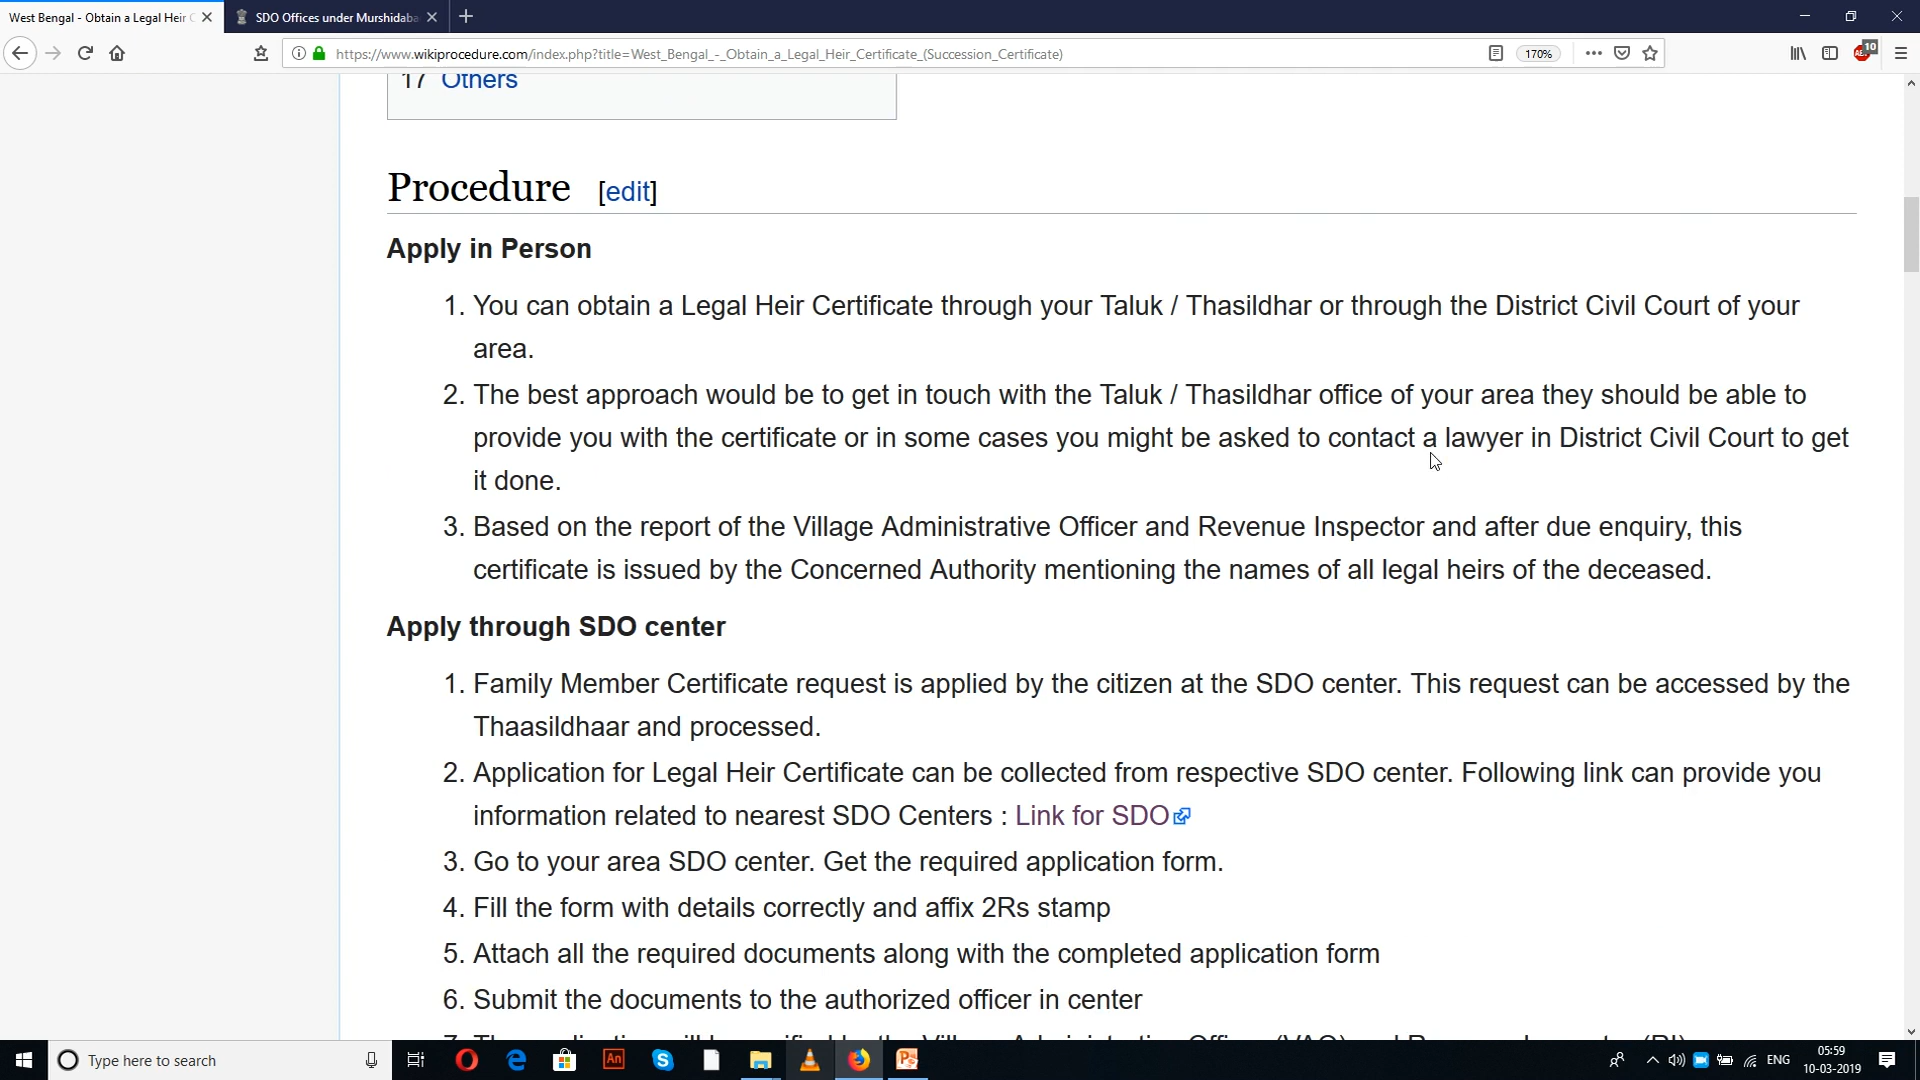 West Bengal - Obtain a Legal Heir C
SDO Offices under Murshidaba
https://www.wikiprocedure.com/index.php?title=West_Bengal_-_Obtain_a_Legal_Heir_Certificate_(Succession_Certificate)
170%
10
17 Others
Procedure [edit]
Apply in Person
1. You can obtain a Legal Heir Certificate through your Taluk / Thasildhar or through the District Civil Court of your
area.
2. The best approach would be to get in touch with the Taluk / Thasildhar office of your area they should be able to
provide you with the certificate or in some cases you might be asked to contact a lawyer in District Civil Court to get
it done.
3. Based on the report of the Village Administrative Officer and Revenue Inspector and after due enquiry, this
certificate is issued by the Concerned Authority mentioning the names of all legal heirs of the deceased.
Apply through SDO center
1. Family Member Certificate request is applied by the citizen at the SDO center. This request can be accessed by the
Thaasildhaar and processed.
2. Application for Legal Heir Certificate can be collected from respective SDO center. Following link can provide you
information related to nearest SDO Centers : Link for SDO
3. Go to your area SDO center. Get the required application form.
4. Fill the form with details correctly and affix 2Rs stamp
5. Attach all the required documents along with the completed application form
6. Submit the documents to the authorized officer in center
Type here to search
An
ENG
05:59
10-03-2019